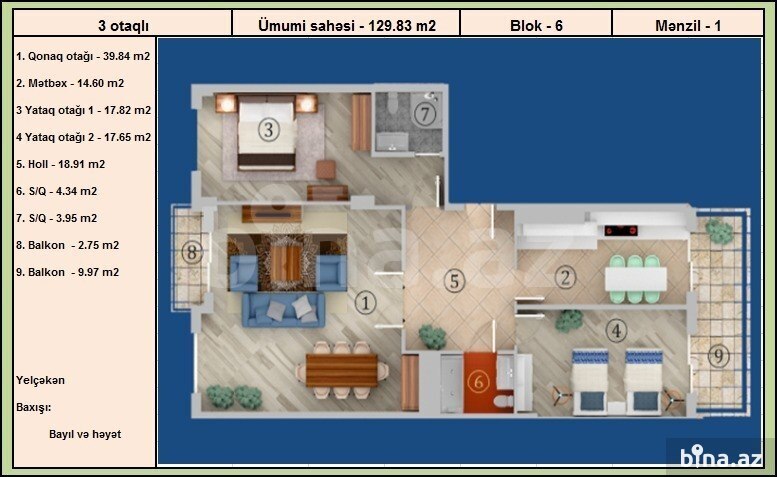 3 otaqlı
Ümumi sahəsi - 129.83 m2
Blok - 6
Mənzil - 1
1. Qonaq otağı - 39.84 m2
2. Mətbəx - 14.60 m2
3 Yataq otağı 1 - 17.82 m2
4 Yataq otağı 2 - 17.65 m2
5. Holl - 18.91 m2
6. S/Q - 4.34 m2
7. S/Q - 3.95 m2
8. Balkon - 2.75 m2
9. Balkon - 9.97 m2
Yelçəkən
Baxışı:
Bayıl və həyət
3
7
8
1
5
2
4
6
9
bina.az
bina.az